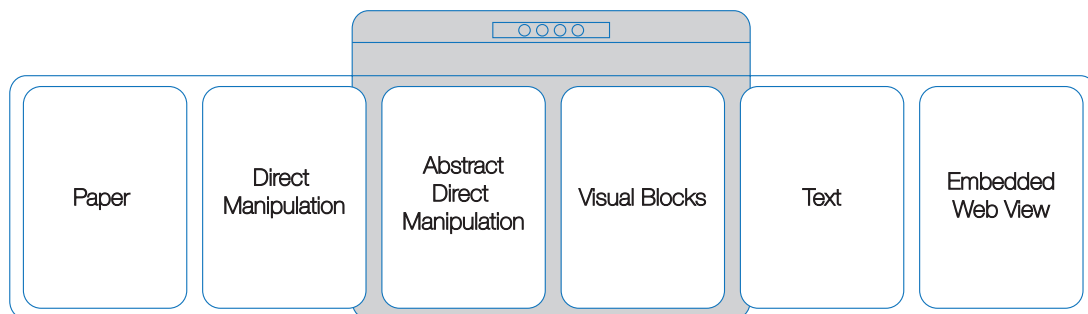 Paper
Direct
Manipulation
Abstract
Direct
Manipulation
Visual Blocks
Text
Embedded
Web View